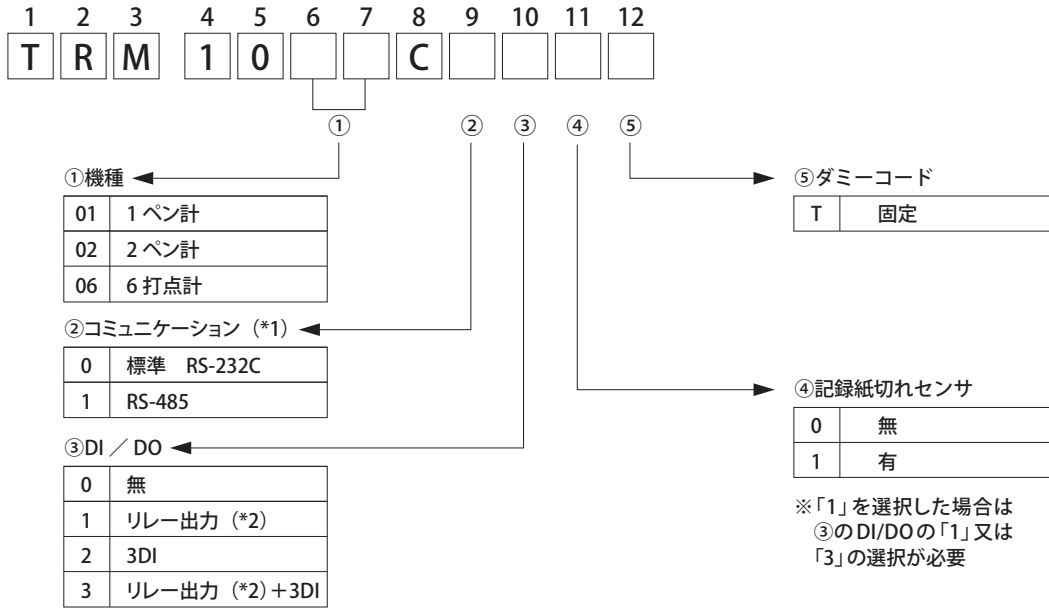 1 2 3 4 5 6 7 8 9 10 11 12
T R M 1 0 C
① ② ③ ④ ⑤
①機種
01 1 ペン計
02 2 ペン計
06 6 打点計
②コミュニケーション（*1）
0 標準 RS-232C
1 RS-485
③DI ／ DO
0 無
1 リレー出力（*2）
2 3DI
3 リレー出力（*2）＋3DI
⑤ダミーコード
T 固定
④記録紙切れセンサ
0 無
1 有
※「1」を選択した場合は
③のDI/DOの「1」又は
「3」の選択が必要